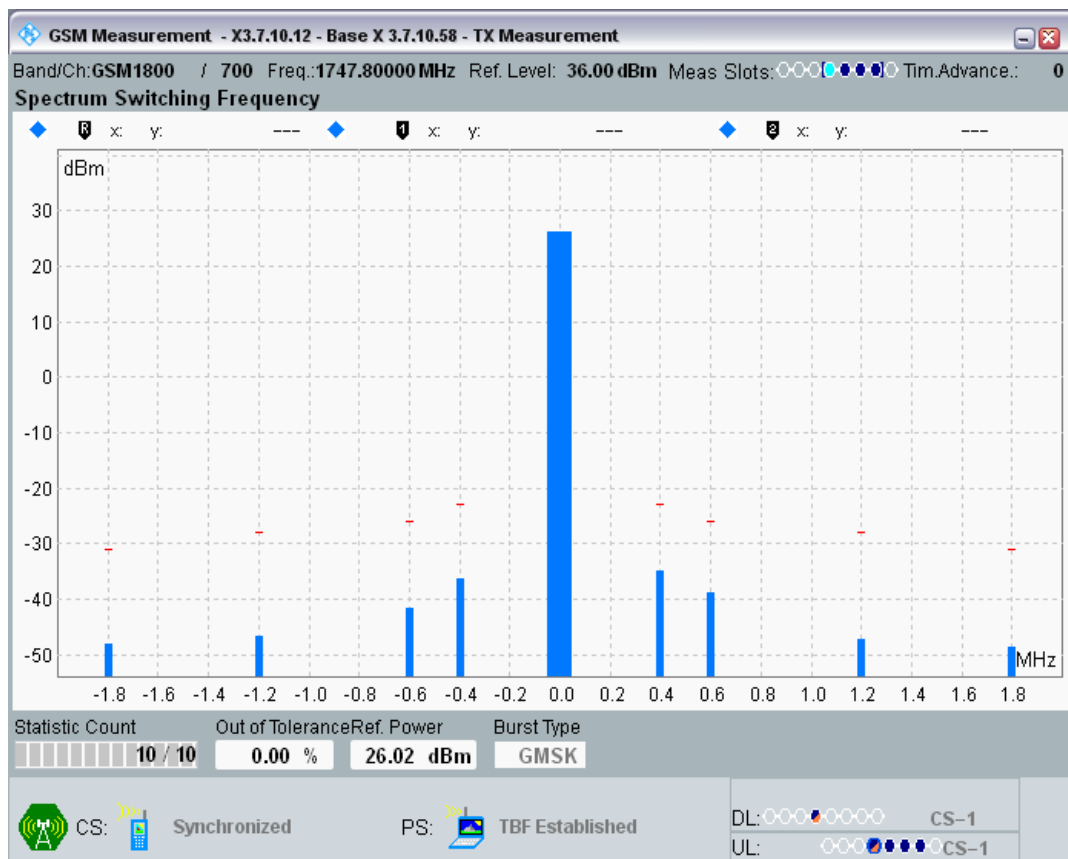 GSM Measurement - X3.7.10.12 - Base X 3.7.10.58 - TX Measurement
Band/Ch:GSM1800 / 700 Freq.:1747.80000 MHz Ref. Level: 36.00 dBm Meas Slots: Tim.Advance.: 0
Spectrum Switching Frequency
R x: y: --- 1 x: y: --- 2 x: y: ---
dBm
30
20
10
0
-10
-20
-30
-40
-50
MHz
-1.8 -1.6 -1.4 -1.2 -1.0 -0.8 -0.6 -0.4 -0.2 0.0 0.2 0.4 0.6 0.8 1.0 1.2 1.4 1.6 1.8
Statistic Count Out of Tolerance Ref. Power Burst Type
10 / 10 0.00 % 26.02 dBm GMSK
CS: Synchronized PS: TBF Established
DL: CS-1
UL: CS-1